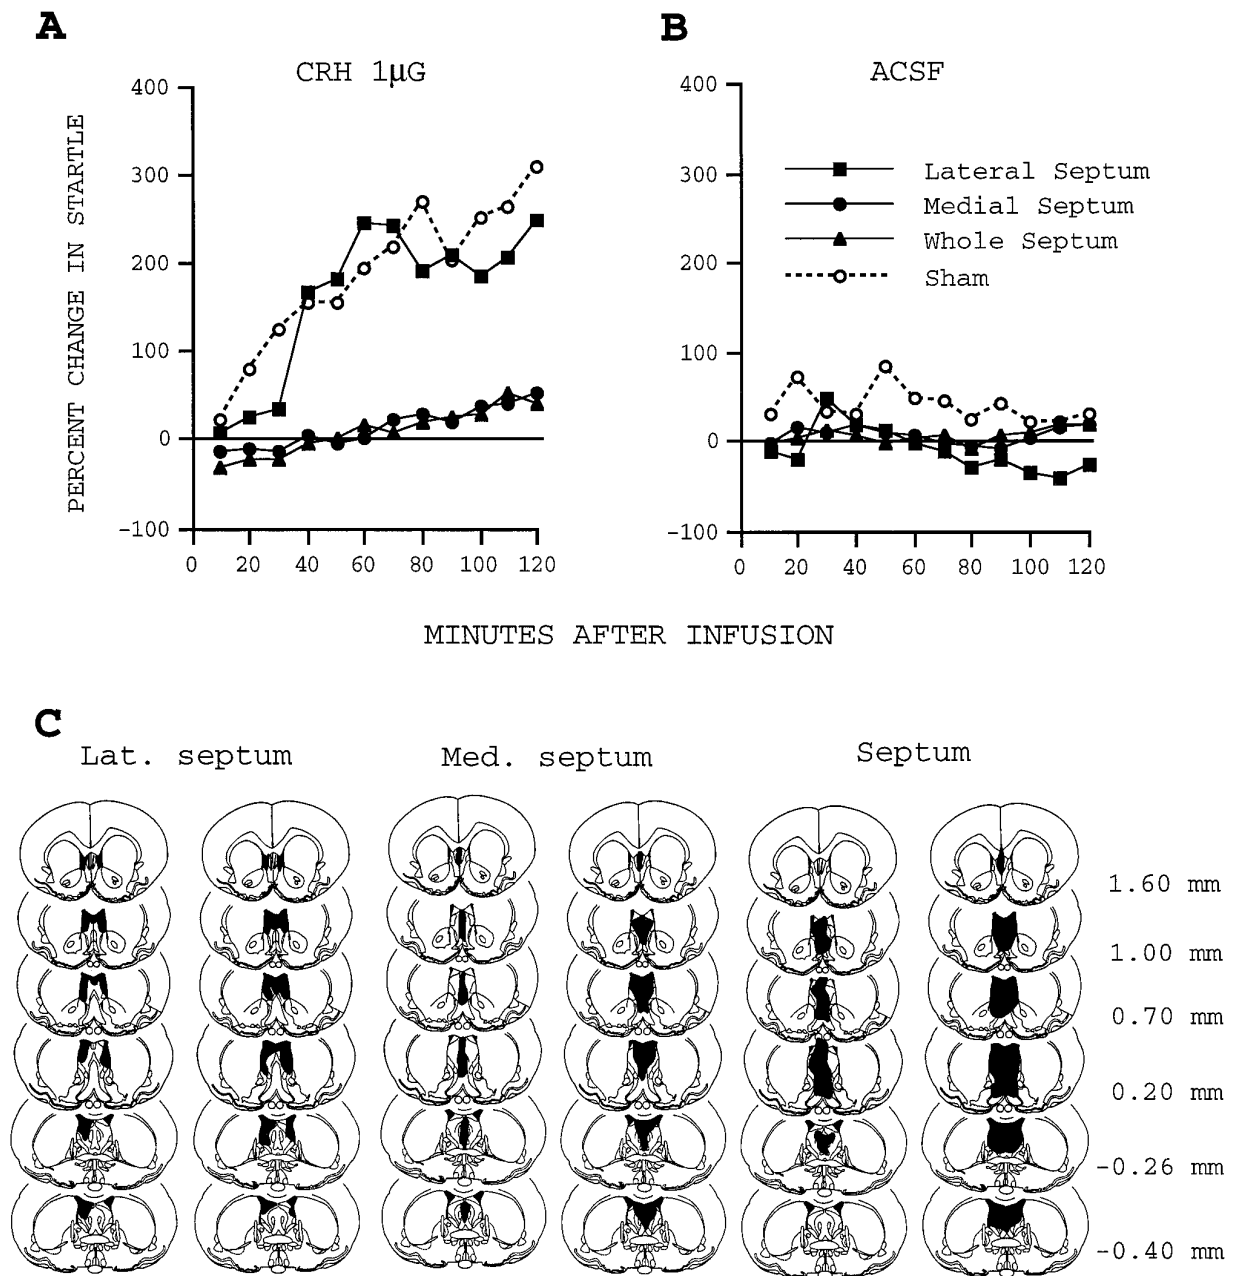 A
B
CRH 1µG
ACSF
PERCENT CHANGE IN STARTLE
400
300
200
100
0
-100
0 20 40 60 80 100 120
400
300
200
100
0
-100
0 20 40 60 80 100 120
Lateral Septum
Medial Septum
Whole Septum
Sham
MINUTES AFTER INFUSION
C
Lat. septum
Med. septum
Septum
1.60 mm
1.00 mm
0.70 mm
0.20 mm
-0.26 mm
-0.40 mm